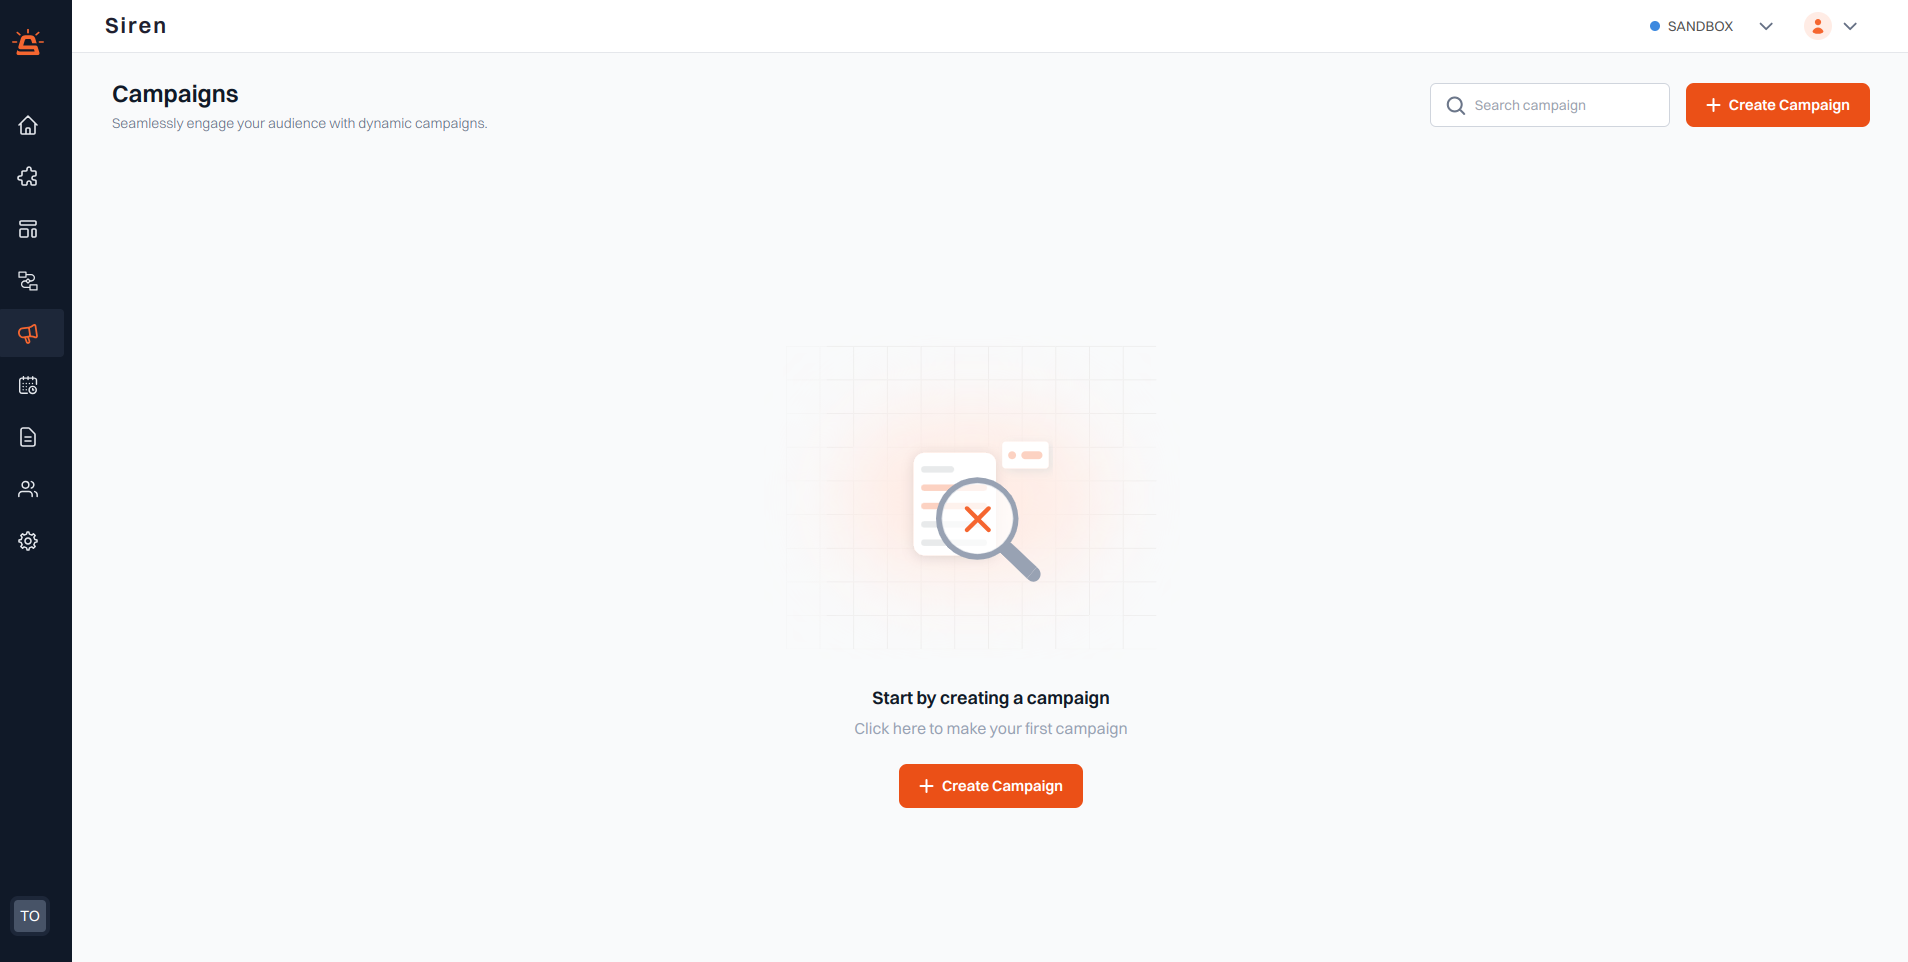 Siren
SANDBOX
Campaigns
Seamlessly engage your audience with dynamic campaigns.
Search campaign
Create Campaign
Start by creating a campaign
Click here to make your first campaign
Create Campaign
TO